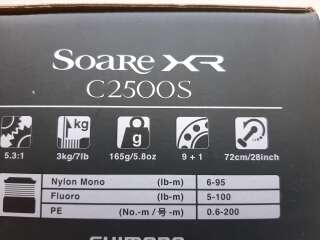 SOARE XR
C2500S
kg
g
5.3:1 3kg/7lb 165g/5.8oz 9 + 1 72cm/28inch
Nylon Mono (lb-m) 6-95
Fluoro (lb-m) 5-100
PE (No.-m / 号-m) 0.6-200
SHIMANO